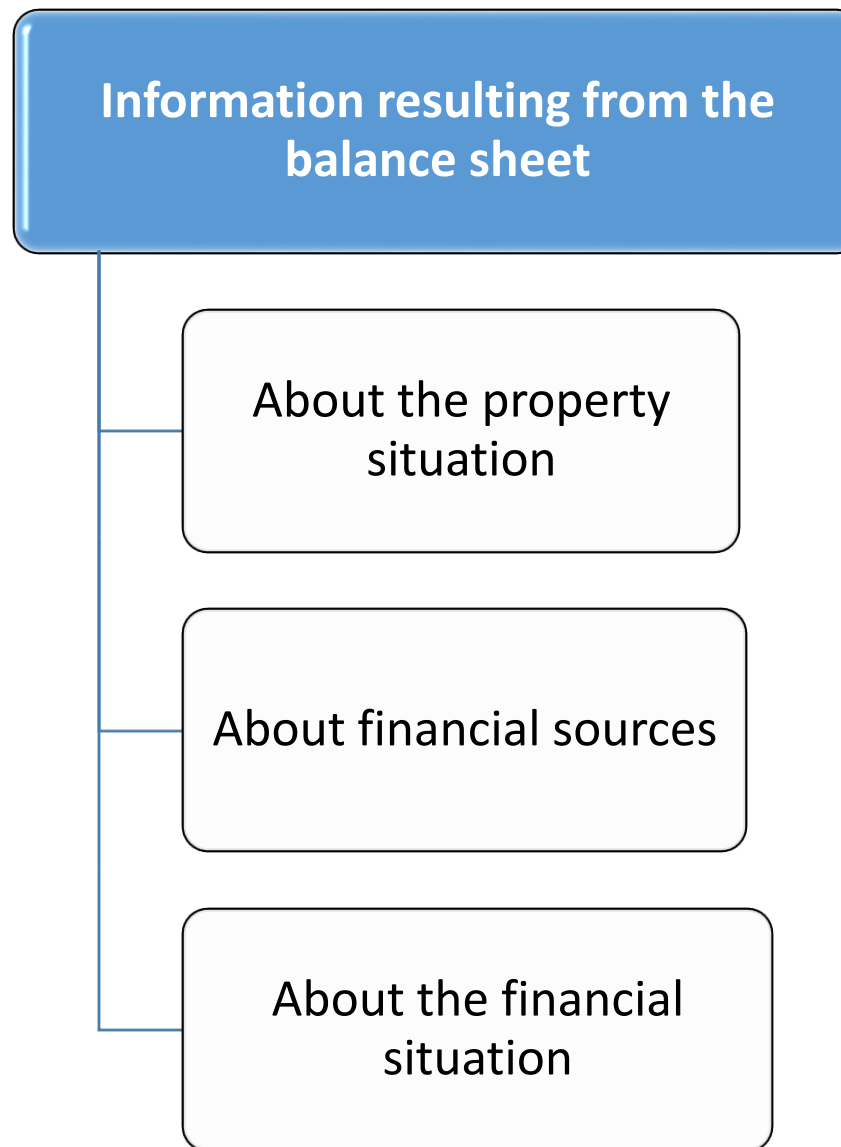 Information resulting from the
balance sheet
About the property
situation
About financial sources
About the financial
situation